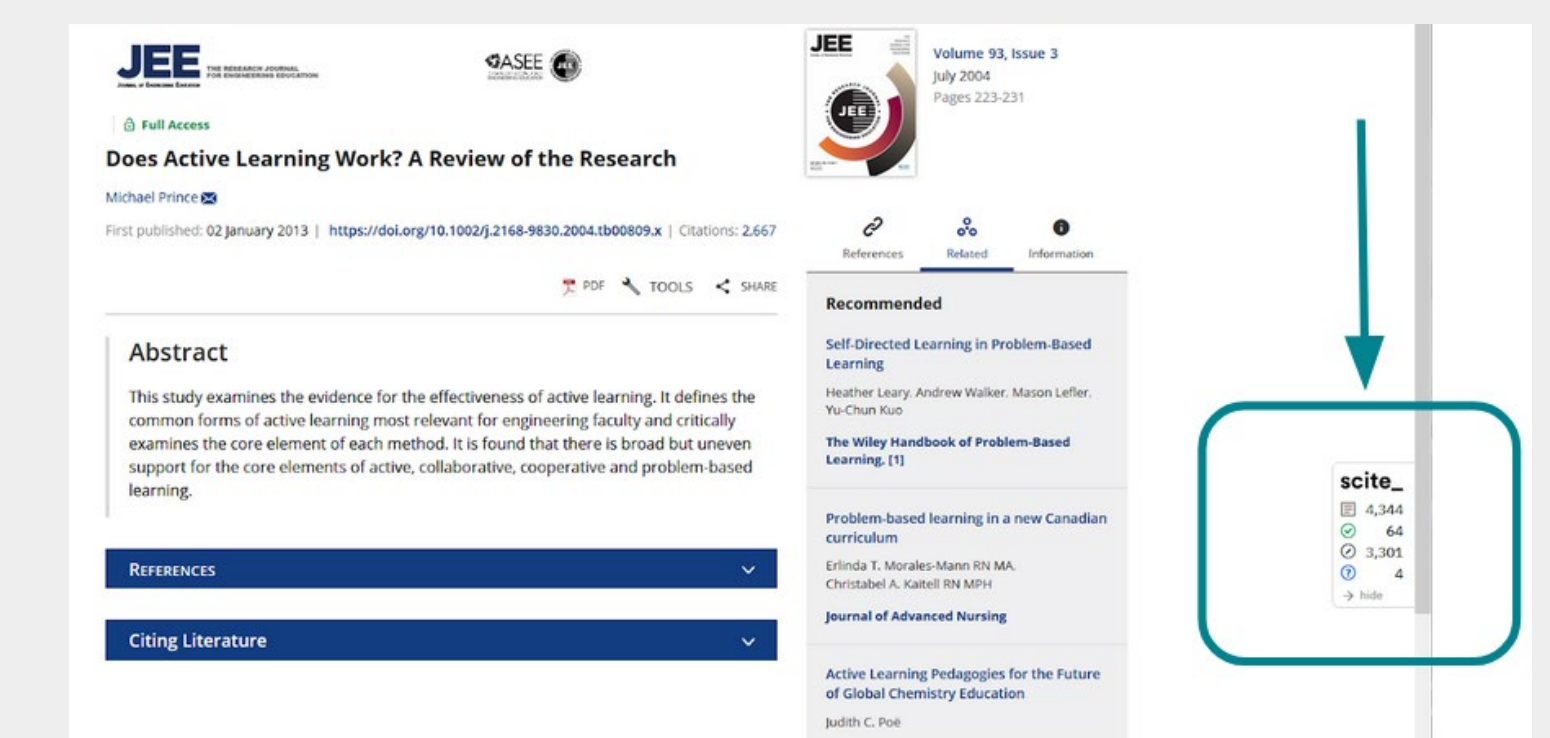 JEE THE RESEARCH JOURNAL
FOR ENGINEERING EDUCATION
Journal of Engineering Education
ASEE
Full Access
Does Active Learning Work? A Review of the Research
Michael Prince
First published: 02 January 2013 | https://doi.org/10.1002/j.2168-9830.2004.tb00809.x | Citations: 2,667
PDF TOOLS SHARE
Abstract
This study examines the evidence for the effectiveness of active learning. It defines the
common forms of active learning most relevant for engineering faculty and critically
examines the core element of each method. It is found that there is broad but uneven
support for the core elements of active, collaborative, cooperative and problem-based
learning.
REFERENCES
Citing Literature
JEE
JEE
Volume 93, Issue 3
July 2004
Pages 223-231
References Related Information
Recommended
Self-Directed Learning in Problem-Based
Learning
Heather Leary, Andrew Walker, Mason Lefler,
Yu-Chun Kuo
The Wiley Handbook of Problem-Based
Learning, [1]
Problem-based learning in a new Canadian
curriculum
Erlinda T. Morales-Mann RN MA,
Christabel A. Kaitell RN MPH
Journal of Advanced Nursing
Active Learning Pedagogies for the Future
of Global Chemistry Education
Judith C. Poë
scite_
4,344
64
3,301
4
→ hide